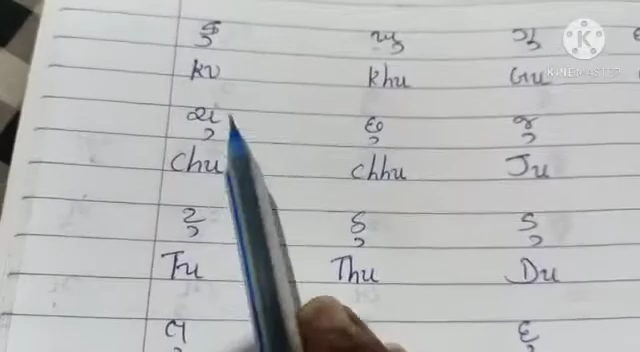 કુ ખુ ગુ
ku khu Gu
ચુ છુ જુ
chu chhu Ju
ટુ ઠુ ડુ
Tu Thu Du
ત દ
KINEMASTER